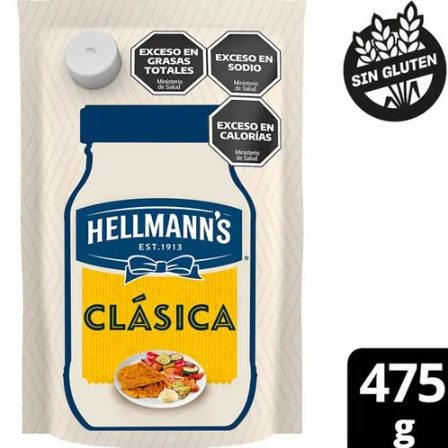 EXCESO EN
GRASAS
TOTALES
Ministerio
de Salud
EXCESO EN
SODIO
Ministerio
de Salud
EXCESO EN
CALORÍAS
Ministerio
de Salud
SIN GLUTEN
HELLMANN'S
EST.1913
®
CLÁSICA
475
g